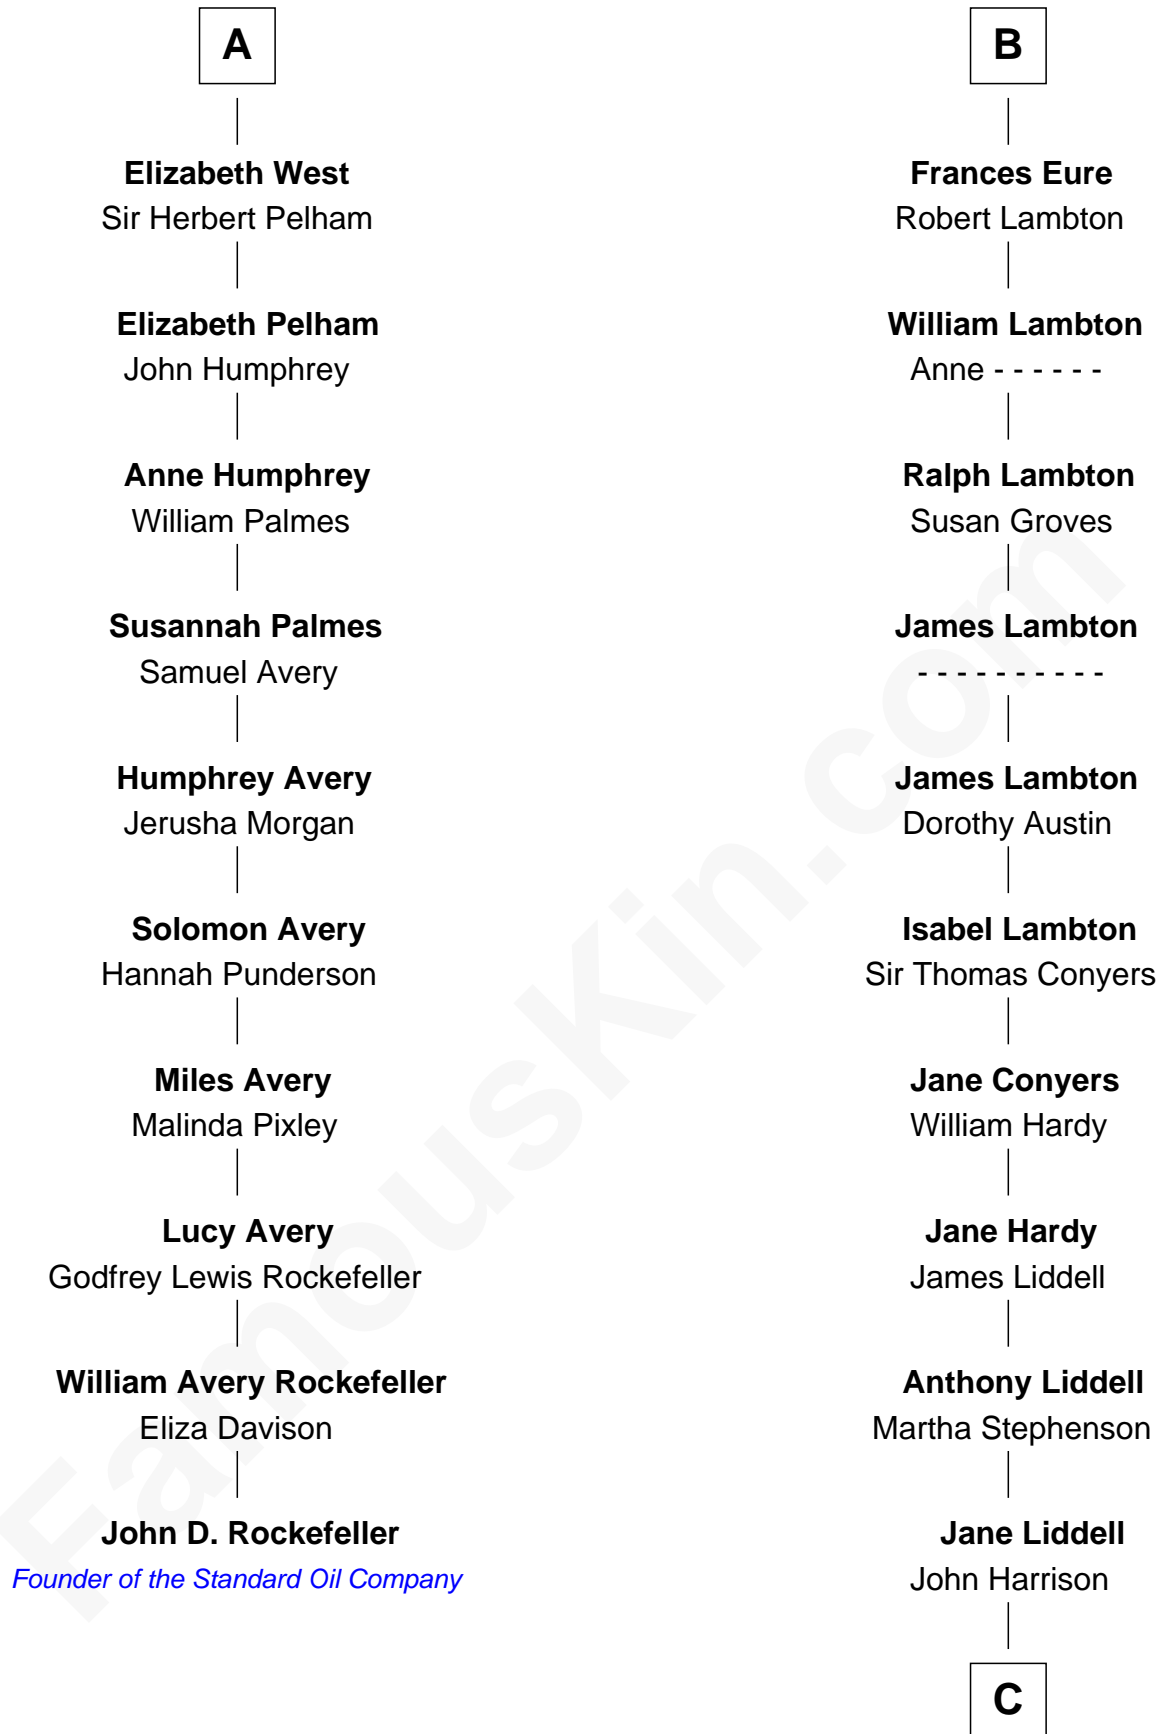 A
Elizabeth West
Sir Herbert Pelham
Elizabeth Pelham
John Humphrey
Anne Humphrey
William Palmes
Susannah Palmes
Samuel Avery
Humphrey Avery
Jerusha Morgan
Solomon Avery
Hannah Punderson
Miles Avery
Malinda Pixley
Lucy Avery
Godfrey Lewis Rockefeller
William Avery Rockefeller
Eliza Davison
John D. Rockefeller
Founder of the Standard Oil Company
B
Frances Eure
Robert Lambton
William Lambton
Anne - - - - - -
Ralph Lambton
Susan Groves
James Lambton
- - - - - - - - - -
James Lambton
Dorothy Austin
Isabel Lambton
Sir Thomas Conyers
Jane Conyers
William Hardy
Jane Hardy
James Liddell
Anthony Liddell
Martha Stephenson
Jane Liddell
John Harrison
C
FamousKin.com